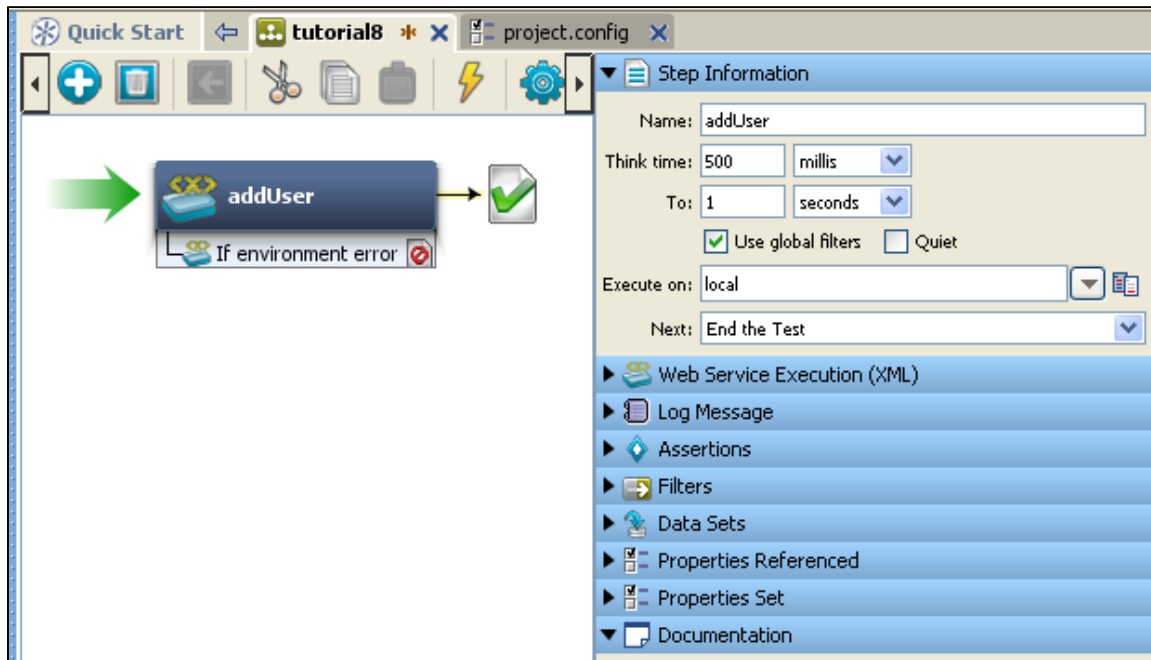 Quick Start tutorial8 project.config
addUser
If environment error
Step Information
Name: addUser
Think time: 500 millis
To: 1 seconds
Use global filters Quiet
Execute on: local
Next: End the Test
Web Service Execution (XML)
Log Message
Assertions
Filters
Data Sets
Properties Referenced
Properties Set
Documentation